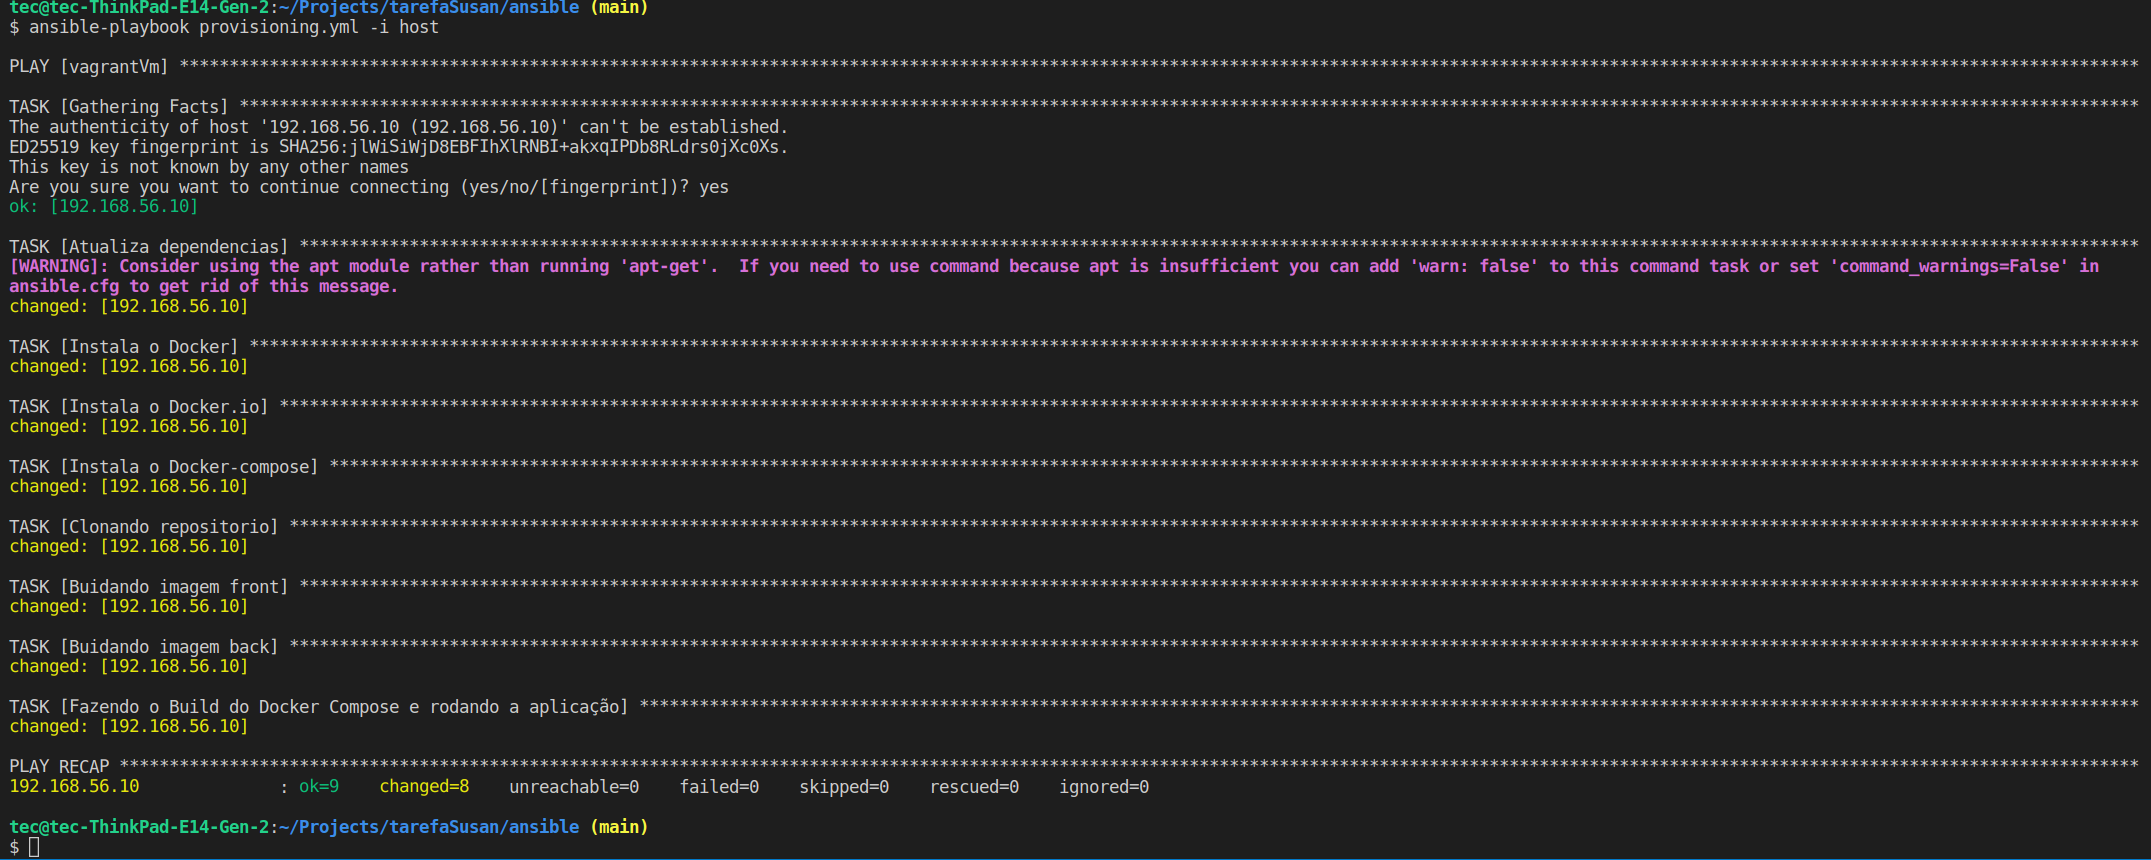 tec@tec-ThinkPad-E14-Gen-2:~/Projects/tarefaSusan/ansible (main)
$ ansible-playbook provisioning.yml -i host
PLAY [vagrantVm] ****************************************************************************************************************************************************************************************************
TASK [Gathering Facts] **********************************************************************************************************************************************************************************************
The authenticity of host '192.168.56.10 (192.168.56.10)' can't be established.
ED25519 key fingerprint is SHA256:jlWiSiWjD8EBFIhXlRNBI+akxqIPDb8RLdrs0jXc0Xs.
This key is not known by any other names
Are you sure you want to continue connecting (yes/no/[fingerprint])? yes
ok: [192.168.56.10]
TASK [Atualiza dependencias] ****************************************************************************************************************************************************************************************
[WARNING]: Consider using the apt module rather than running 'apt-get'.  If you need to use command because apt is insufficient you can add 'warn: false' to this command task or set 'command_warnings=False' in
ansible.cfg to get rid of this message.
changed: [192.168.56.10]
TASK [Instala o Docker] *********************************************************************************************************************************************************************************************
changed: [192.168.56.10]
TASK [Instala o Docker.io] ******************************************************************************************************************************************************************************************
changed: [192.168.56.10]
TASK [Instala o Docker-compose] *************************************************************************************************************************************************************************************
changed: [192.168.56.10]
TASK [Clonando repositorio] *****************************************************************************************************************************************************************************************
changed: [192.168.56.10]
TASK [Buidando imagem front] ****************************************************************************************************************************************************************************************
changed: [192.168.56.10]
TASK [Buidando imagem back] *****************************************************************************************************************************************************************************************
changed: [192.168.56.10]
TASK [Fazendo o Build do Docker Compose e rodando a aplicação] ******************************************************************************************************************************************************
changed: [192.168.56.10]
PLAY RECAP **********************************************************************************************************************************************************************************************************
192.168.56.10              : ok=9    changed=8    unreachable=0    failed=0    skipped=0    rescued=0    ignored=0
tec@tec-ThinkPad-E14-Gen-2:~/Projects/tarefaSusan/ansible (main)
$